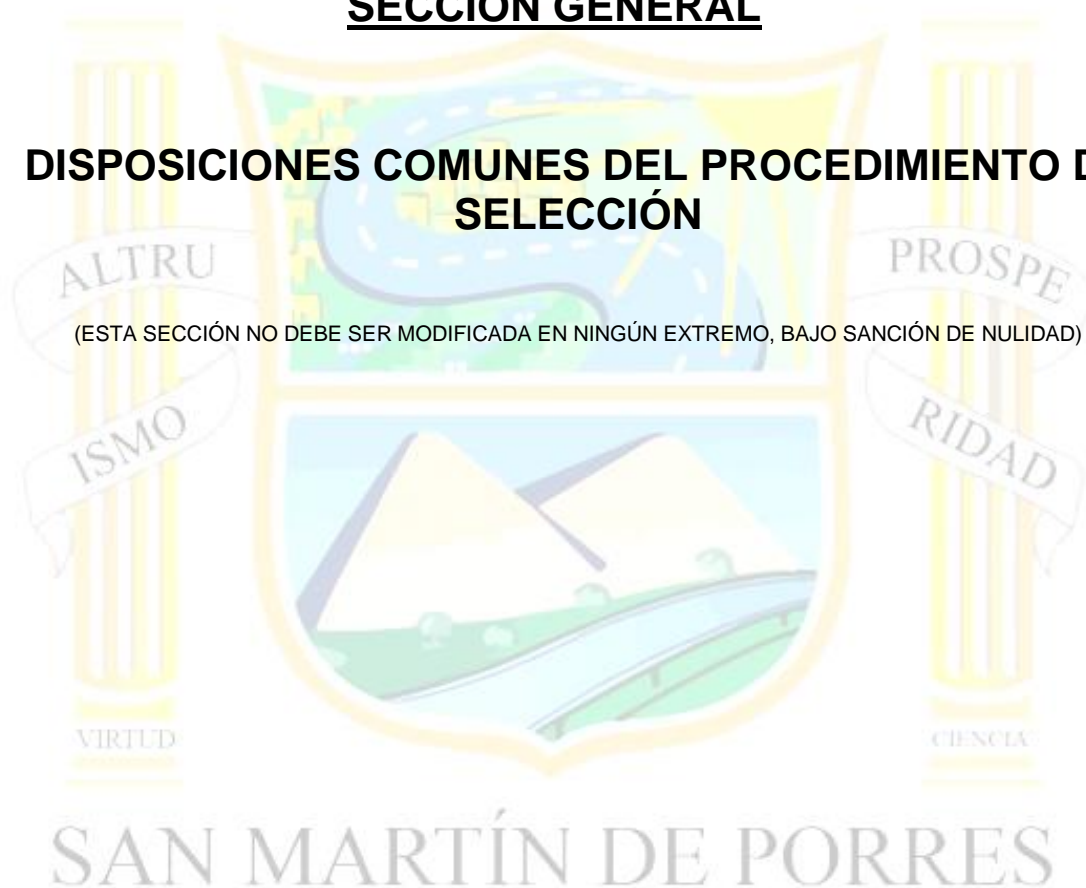 SECCIÓN GENERAL
DISPOSICIONES COMUNES DEL PROCEDIMIENTO D
SELECCIÓN
(ESTA SECCIÓN NO DEBE SER MODIFICADA EN NINGÚN EXTREMO, BAJO SANCIÓN DE NULIDAD)
ALTRU
ISMO
PROSPE
RIDAD
VIRTUD
CIENCIA
SAN MARTÍN DE PORRES